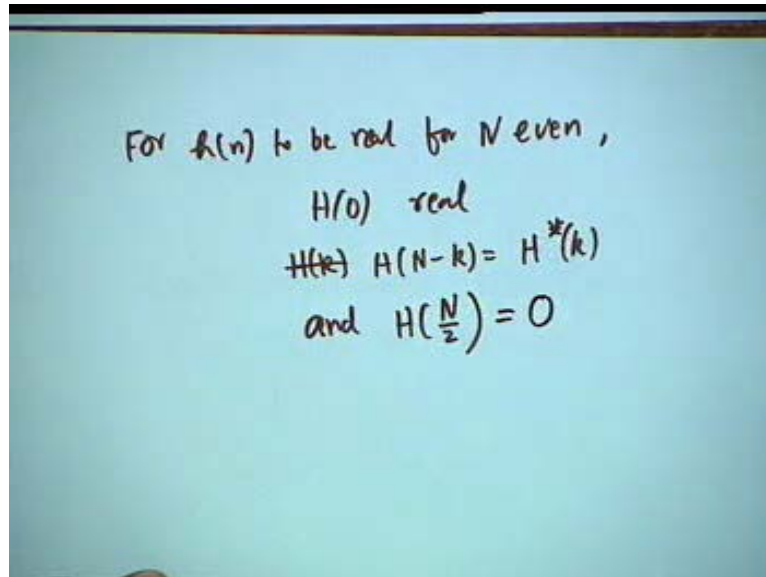 For h(n) to be real for N even,
H(0) real
H(k) H(N-k) = H*(k)
and H(N/2) = 0